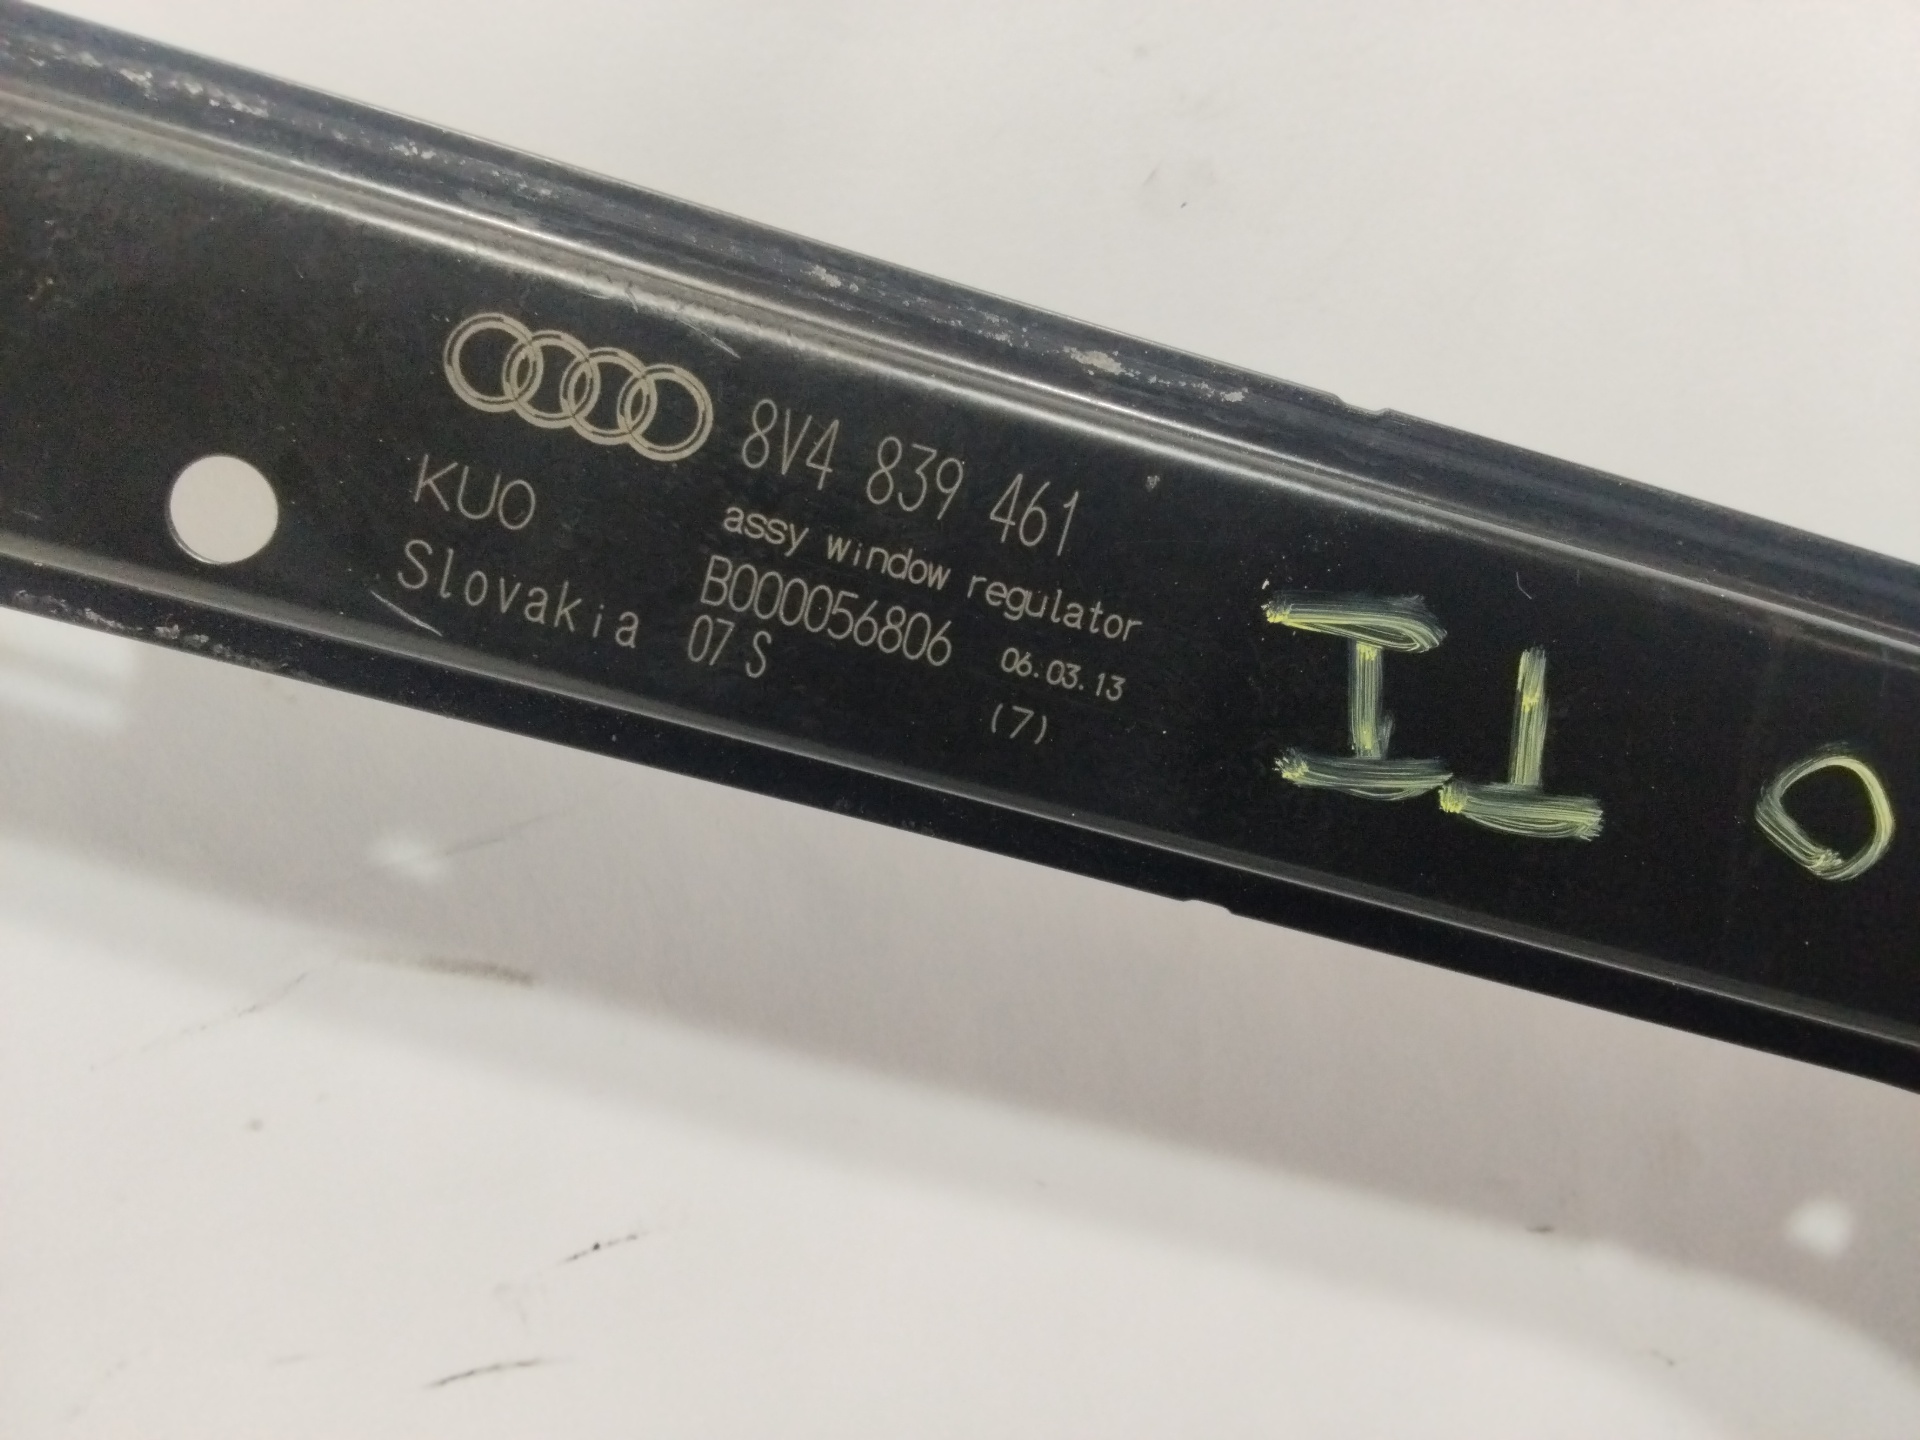 8V4 839 461
KUO
assy window regulator
Slovakia
B000056806
07 S
06.03.13
(7)